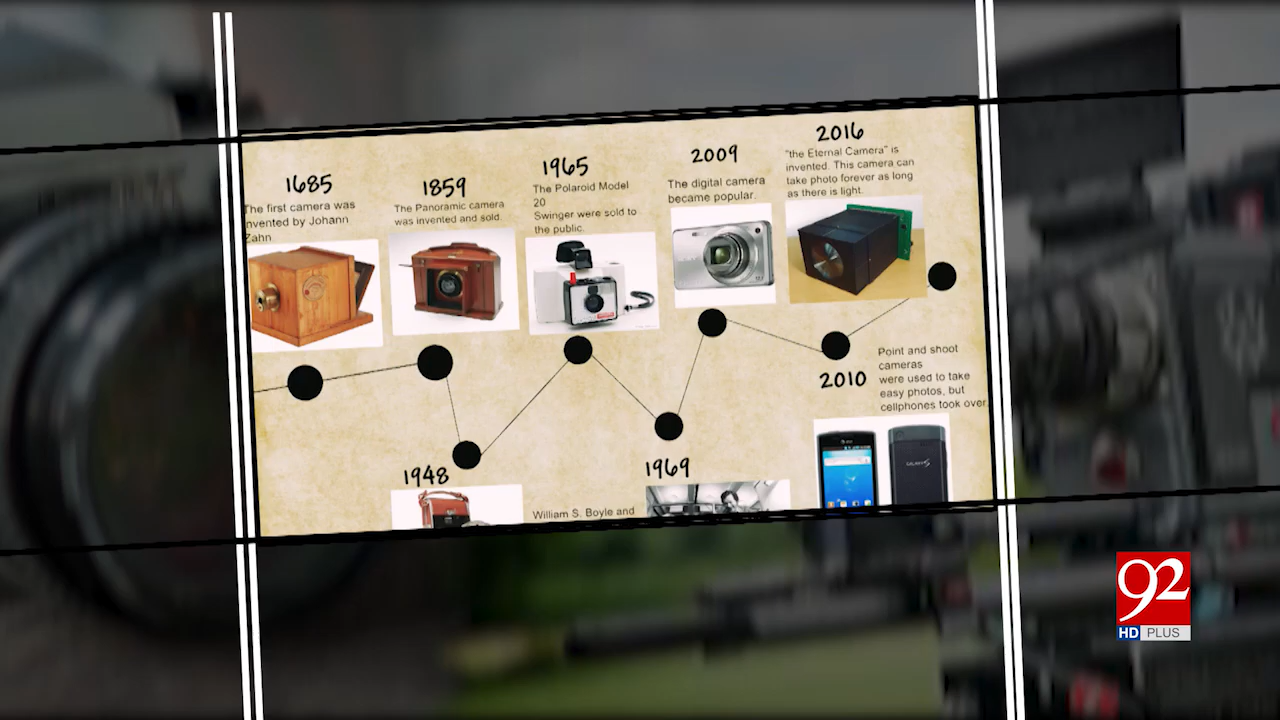 1685
The first camera was
invented by Johann
Zahn
1859
The Panoramic camera
was invented and sold.
1965
The Polaroid Model
20
Swinger were sold to
the public.
2009
The digital camera
became popular.
2016
"the Eternal Camera" is
invented. This camera can
take photo forever as long
as there is light.
1948
William S. Boyle and
1969
2010
Point and shoot
cameras
were used to take
easy photos, but
cellphones took over
92
HD PLUS